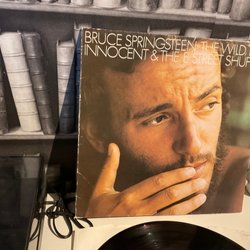 BRUCE SPRINGSTEEN: THE WILD, T
INNOCENT & THE E STREET SHUF